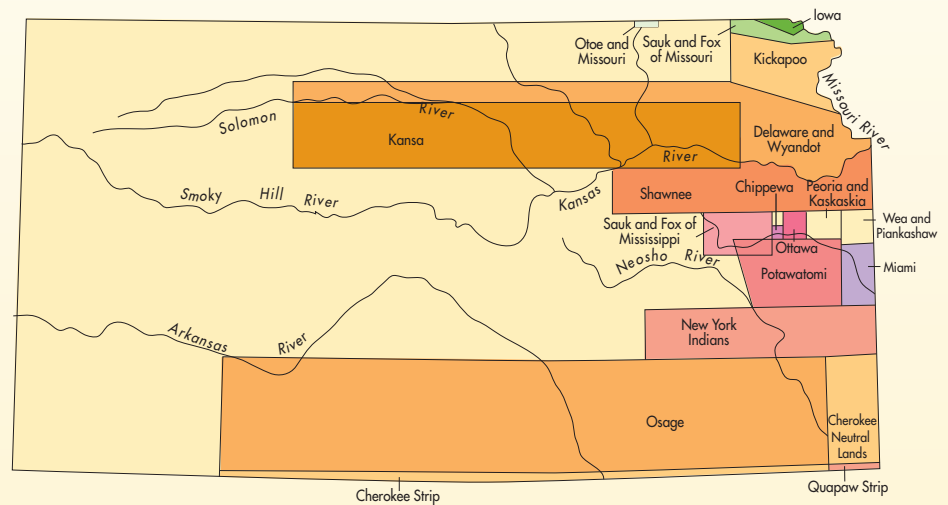 Iowa
Otoe and
Missouri
Sauk and Fox
of Missouri
Kickapoo
Missouri River
Solomon
River
Kansa
Delaware and
Wyandot
Kansas
River
Smoky Hill River
Shawnee
Chippewa
Peoria and
Kaskaskia
Wea and
Piankashaw
Sauk and Fox of
Mississippi
Ottawa
Neosho River
Potawatomi
Miami
Arkansas
River
New York
Indians
Osage
Cherokee
Neutral
Lands
Cherokee Strip
Quapaw Strip